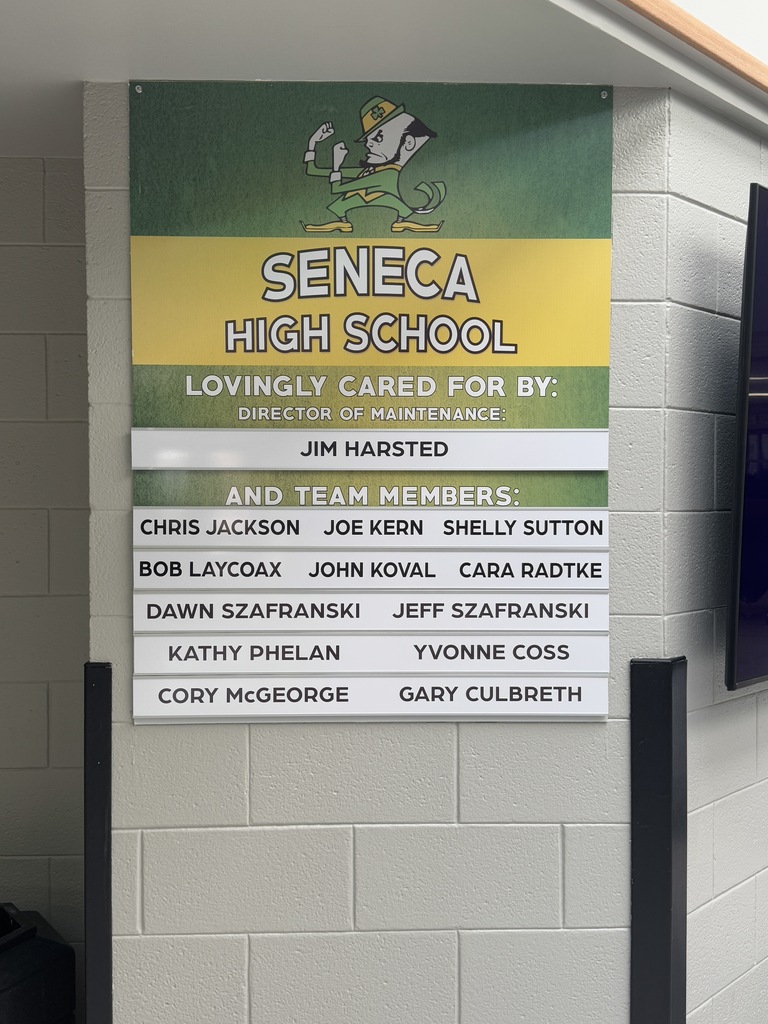 SENECA
HIGH SCHOOL
LOVINGLY CARED FOR BY:
DIRECTOR OF MAINTENANCE:
JIM HARSTED
AND TEAM MEMBERS:
CHRIS JACKSON JOE KERN SHELLY SUTTON
BOB LAYCOAX JOHN KOVAL CARA RADTKE
DAWN SZAFRANSKI JEFF SZAFRANSKI
KATHY PHELAN YVONNE COSS
CORY McGEORGE GARY CULBRETH